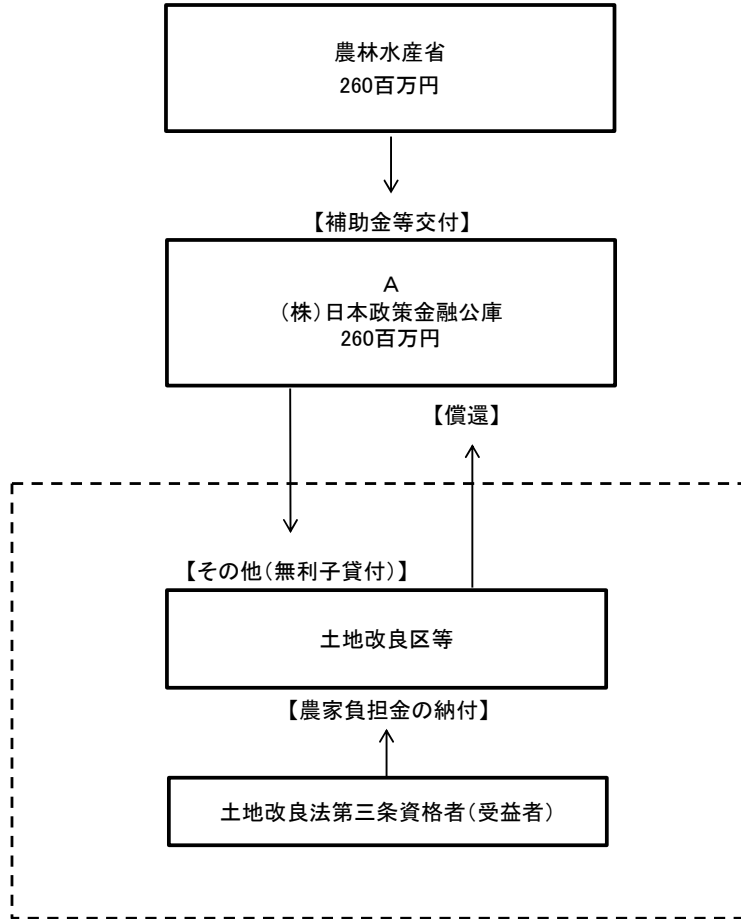 農林水産省
260百万円
【補助金等交付】
A
(株)日本政策金融公庫
260百万円
【償還】
【その他(無利子貸付)】
土地改良区等
【農家負担金の納付】
土地改良法第三条資格者(受益者)